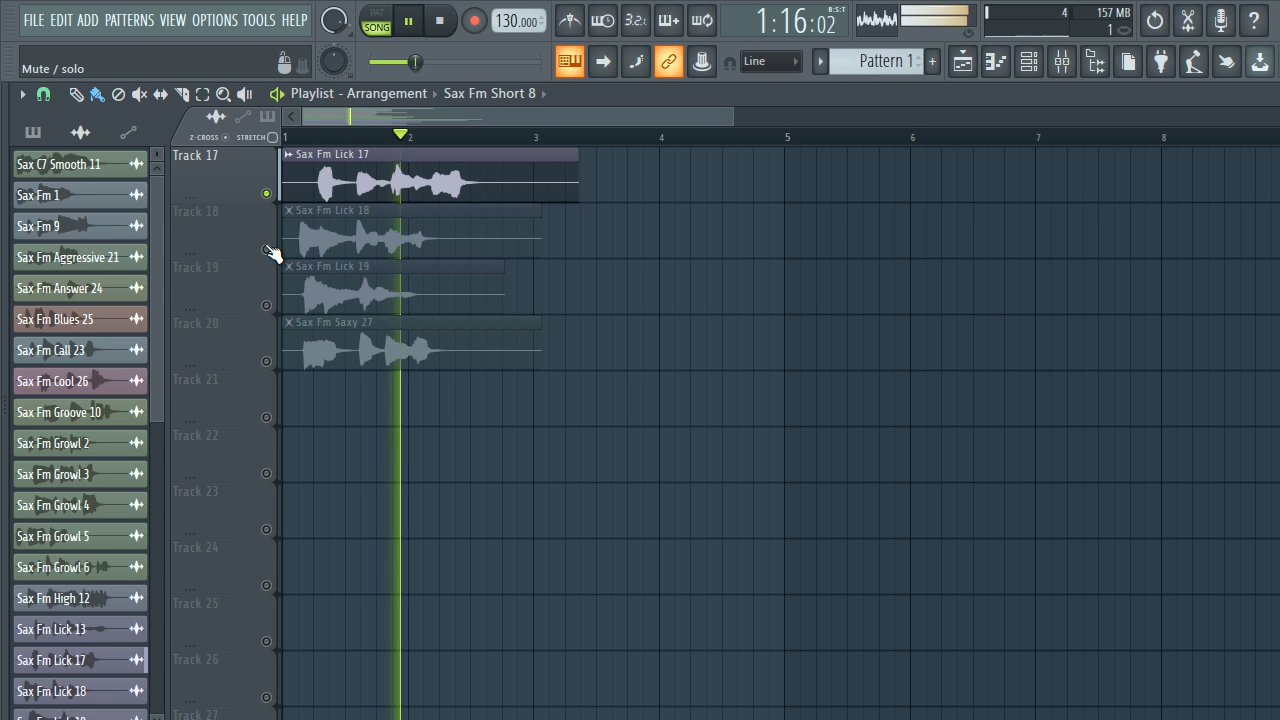 FILE EDIT ADD PATTERNS VIEW OPTIONS TOOLS HELP
PAT
SONG
130.000
3.2.
1:16:02
B:S:T
4
157 MB
1
Mute / solo
Line
Pattern 1
Playlist - Arrangement Sax Fm Short 8
Z-CROSS STRETCH
1 2 3 4 5 6 7 8
Sax C7 Smooth 11
Sax Fm 1
Sax Fm 9
Sax Fm Aggressive 21
Sax Fm Answer 24
Sax Fm Blues 25
Sax Fm Call 23
Sax Fm Cool 26
Sax Fm Groove 10
Sax Fm Growl 2
Sax Fm Growl 3
Sax Fm Growl 4
Sax Fm Growl 5
Sax Fm Growl 6
Sax Fm High 12
Sax Fm Lick 13
Sax Fm Lick 17
Sax Fm Lick 18
Track 17
Sax Fm Lick 17
Track 18
Sax Fm Lick 18
Track 19
Sax Fm Lick 19
Track 20
Sax Fm Saxy 27
Track 21
Track 22
Track 23
Track 24
Track 25
Track 26
Track 27